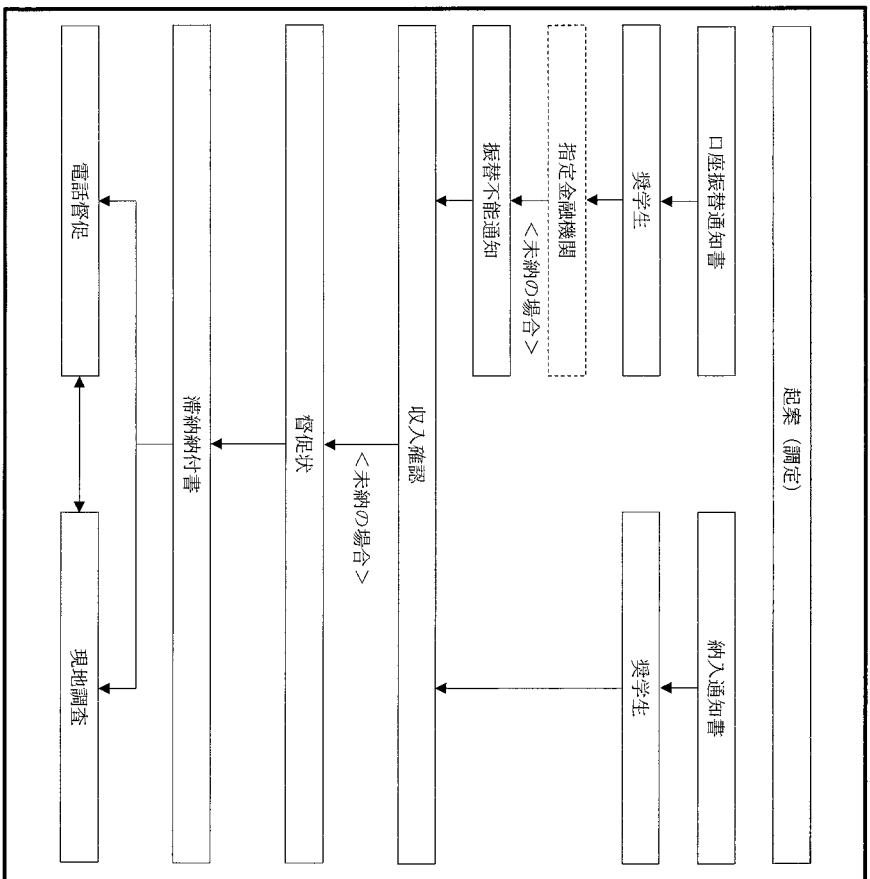 起案（調定）
口座振替通知書
納入通知書
奨学生
奨学生
指定金融機関
＜未納の場合＞
振替不能通知
収入確認
＜未納の場合＞
督促状
滞納納付書
電話督促
現地調査